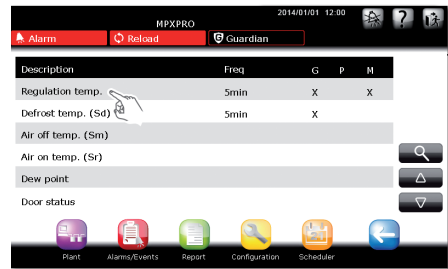 2014/01/01 12:00
MPXPRO
Alarm Reload Guardian
Description Freq G P M
Regulation temp. 5min X X
Defrost temp. (Sd) 5min X
Air off temp. (Sm)
Air on temp. (Sr)
Dew point
Door status
Plant Alarms/Events Report Configuration Scheduler